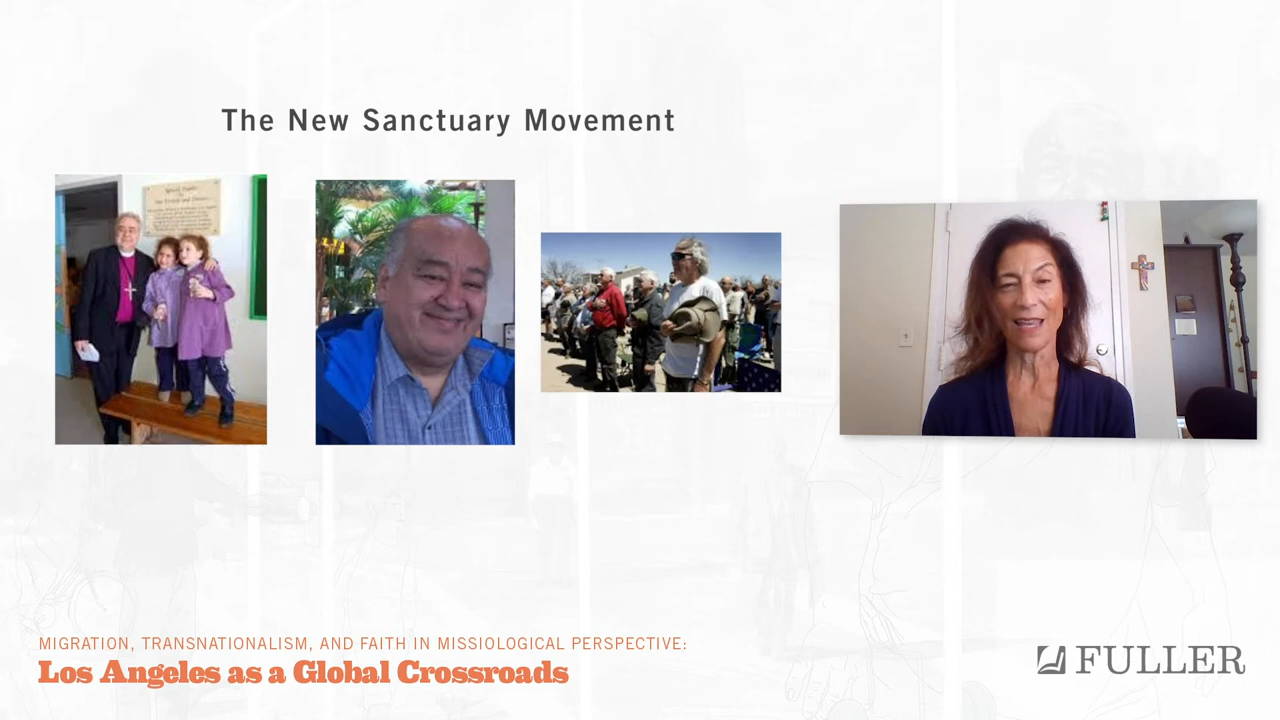 The New Sanctuary Movement
MIGRATION, TRANSNATIONALISM, AND FAITH IN MISSIOLOGICAL PERSPECTIVE:
Los Angeles as a Global Crossroads
FULLER